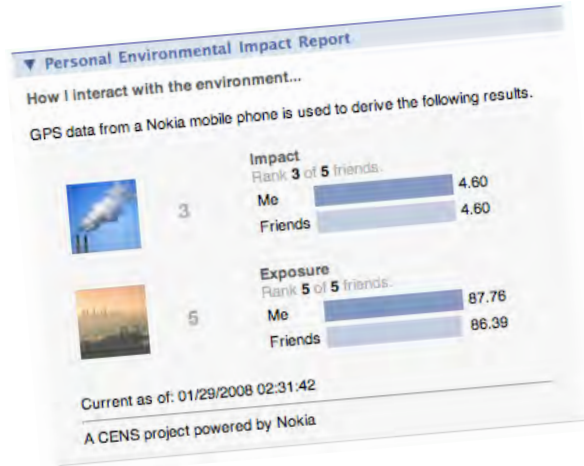 ▼ Personal Environmental Impact Report
How I interact with the environment...
GPS data from a Nokia mobile phone is used to derive the following results.
3
Impact
Rank 3 of 5 friends.
Me 4.60
Friends 4.60
5
Exposure
Rank 5 of 5 friends.
Me 87.76
Friends 86.39
Current as of: 01/29/2008 02:31:42
A CENS project powered by Nokia